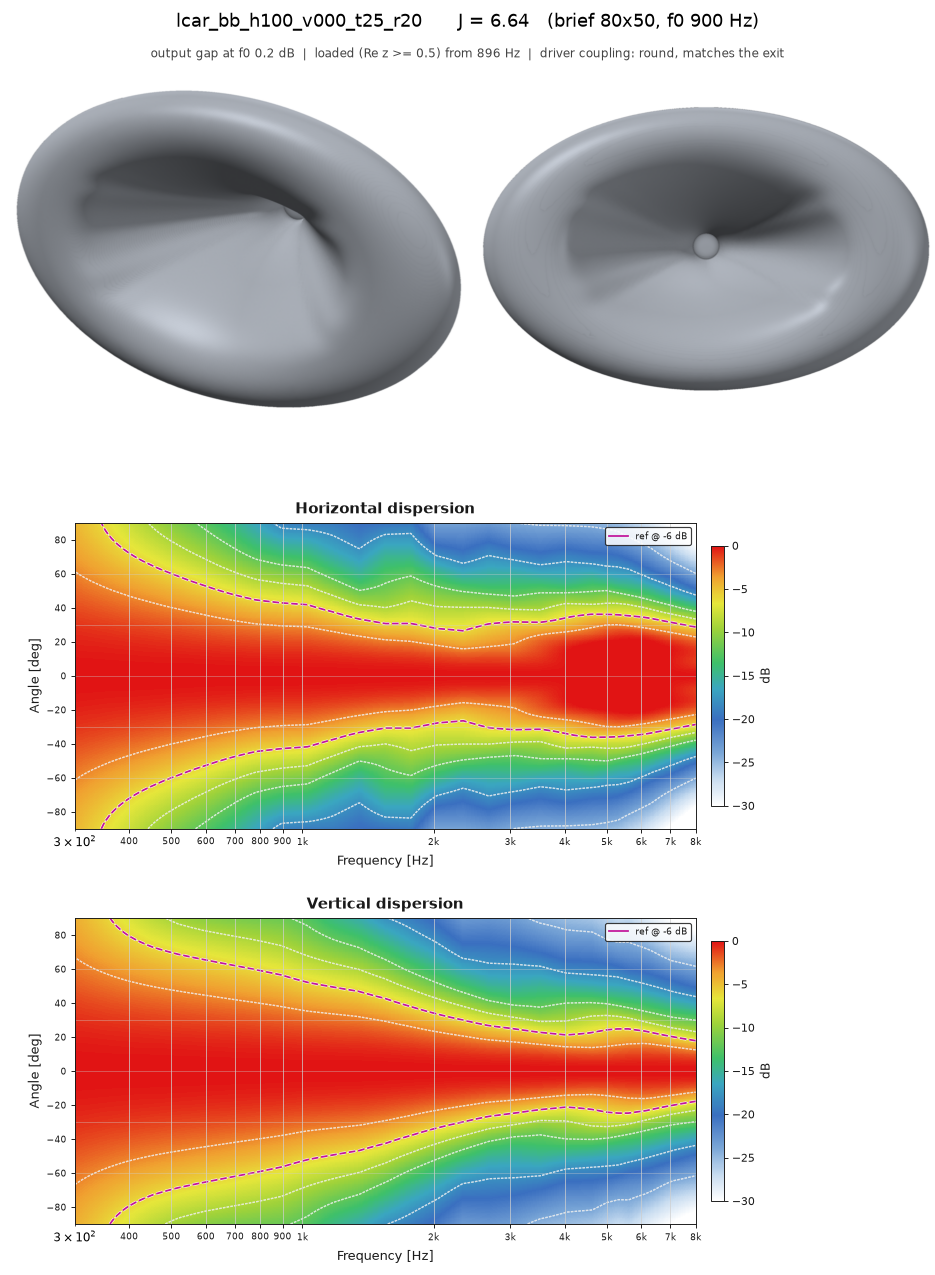 lcar_bb_h100_v000_t25_r20 J = 6.64 (brief 80x50, f0 900 Hz)
output gap at f0 0.2 dB | loaded (Re z >= 0.5) from 896 Hz | driver coupling: round, matches the exit
Horizontal dispersion
ref @ -6 dB
Angle [deg]
80
60
40
20
0
−20
−40
−60
−80
3 × 10²
400
500
600
700
800
900
1k
2k
3k
4k
5k
6k
7k
8k
Frequency [Hz]
0
−5
−10
−15
−20
−25
−30
dB
Vertical dispersion
ref @ -6 dB
Angle [deg]
80
60
40
20
0
−20
−40
−60
−80
3 × 10²
400
500
600
700
800
900
1k
2k
3k
4k
5k
6k
7k
8k
Frequency [Hz]
0
−5
−10
−15
−20
−25
−30
dB